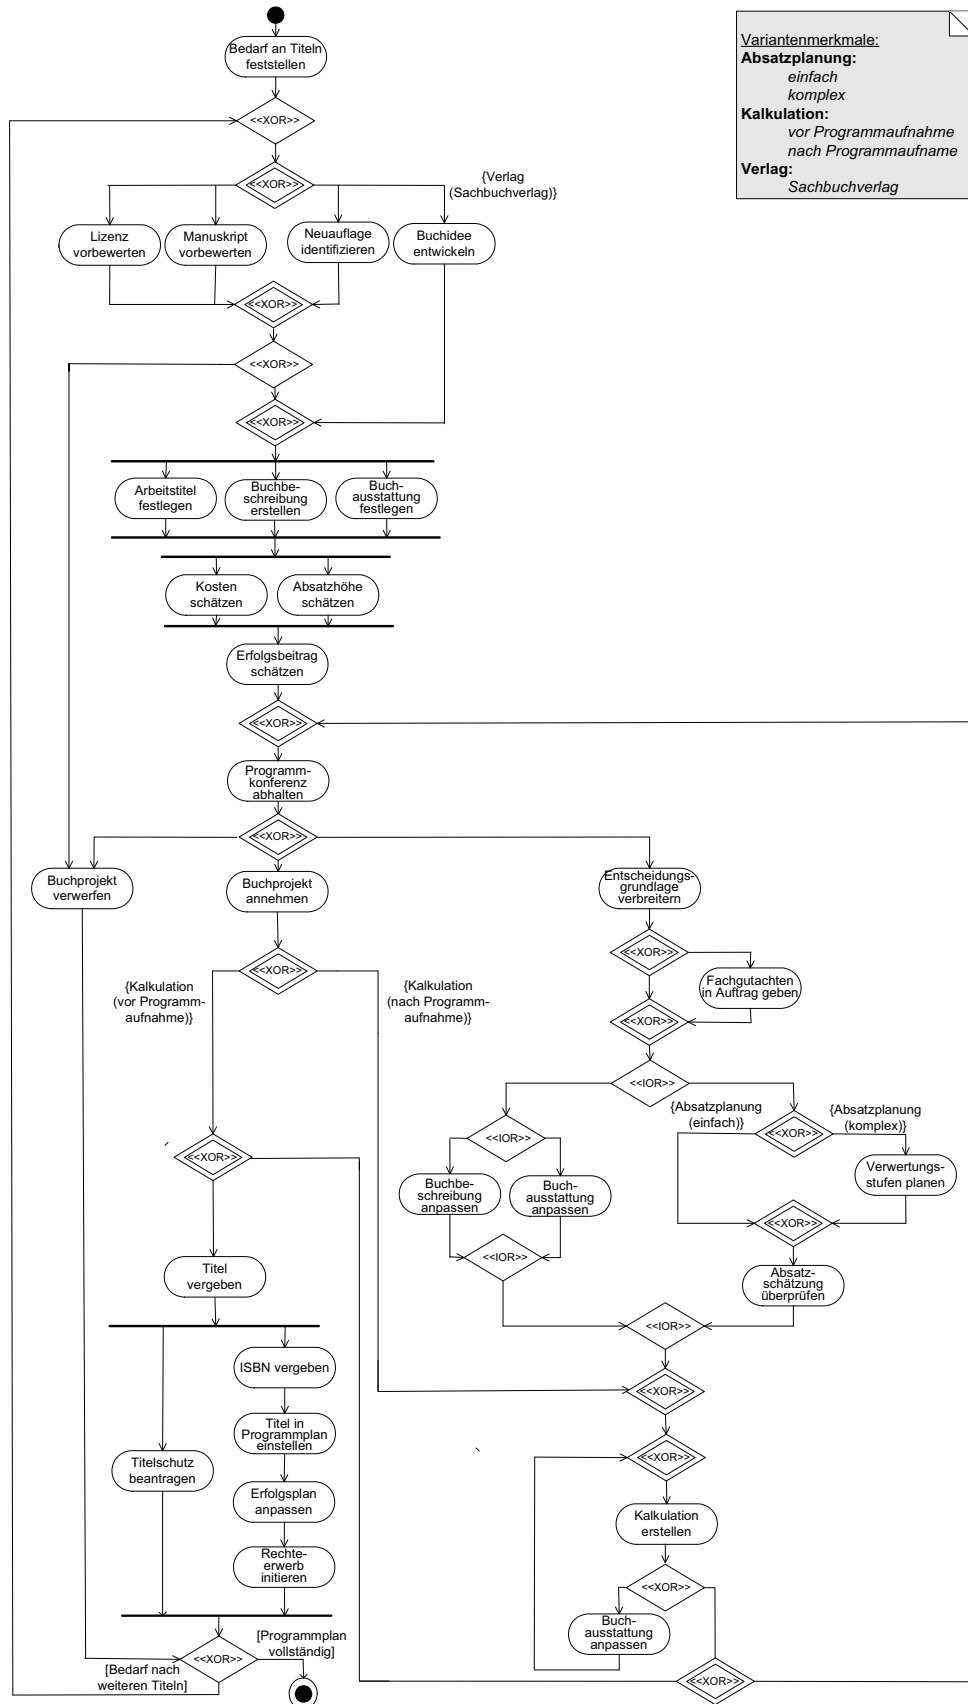 Bedarf an Titeln
feststellen
Variantenmerkmale:
Absatzplanung:
einfach
komplex
Kalkulation:
vor Programmaufnahme
nach Programmaufname
Verlag:
Sachbuchverlag
<<XOR>>
<<XOR>>
{Verlag
(Sachbuchverlag)}
Lizenz
vorbewerten
Manuskript
vorbewerten
Neuauflage
identifizieren
Buchidee
entwickeln
<<XOR>>
<<XOR>>
<<XOR>>
Arbeitstitel
festlegen
Buchbe-
schreibung
erstellen
Buch-
ausstattung
festlegen
Kosten
schätzen
Absatzhöhe
schätzen
Erfolgsbeitrag
schätzen
<<XOR>>
Programm-
konferenz
abhalten
<<XOR>>
Buchprojekt
verwerfen
Buchprojekt
annehmen
Entscheidungs-
grundlage
verbreitern
<<XOR>>
<<XOR>>
{Kalkulation
(vor Programm-
aufnahme)}
{Kalkulation
(nach Programm-
aufnahme)}
Fachgutachten
in Auftrag geben
<<XOR>>
<<IOR>>
{Absatzplanung
(einfach)}
{Absatzplanung
(komplex)}
<<XOR>>
<<IOR>>
<<XOR>>
Buchbe-
schreibung
anpassen
Buch-
ausstattung
anpassen
Verwertungs-
stufen planen
<<XOR>>
<<IOR>>
Titel
vergeben
Absatz-
schätzung
überprüfen
<<IOR>>
ISBN vergeben
<<XOR>>
Titel in
Programmplan
einstellen
<<XOR>>
Titelschutz
beantragen
Erfolgsplan
anpassen
Kalkulation
erstellen
Rechte-
erwerb
initieren
<<XOR>>
Buch-
ausstattung
anpassen
<<XOR>>
[Programmplan
vollständig]
[Bedarf nach
weiteren Titeln]
<<XOR>>